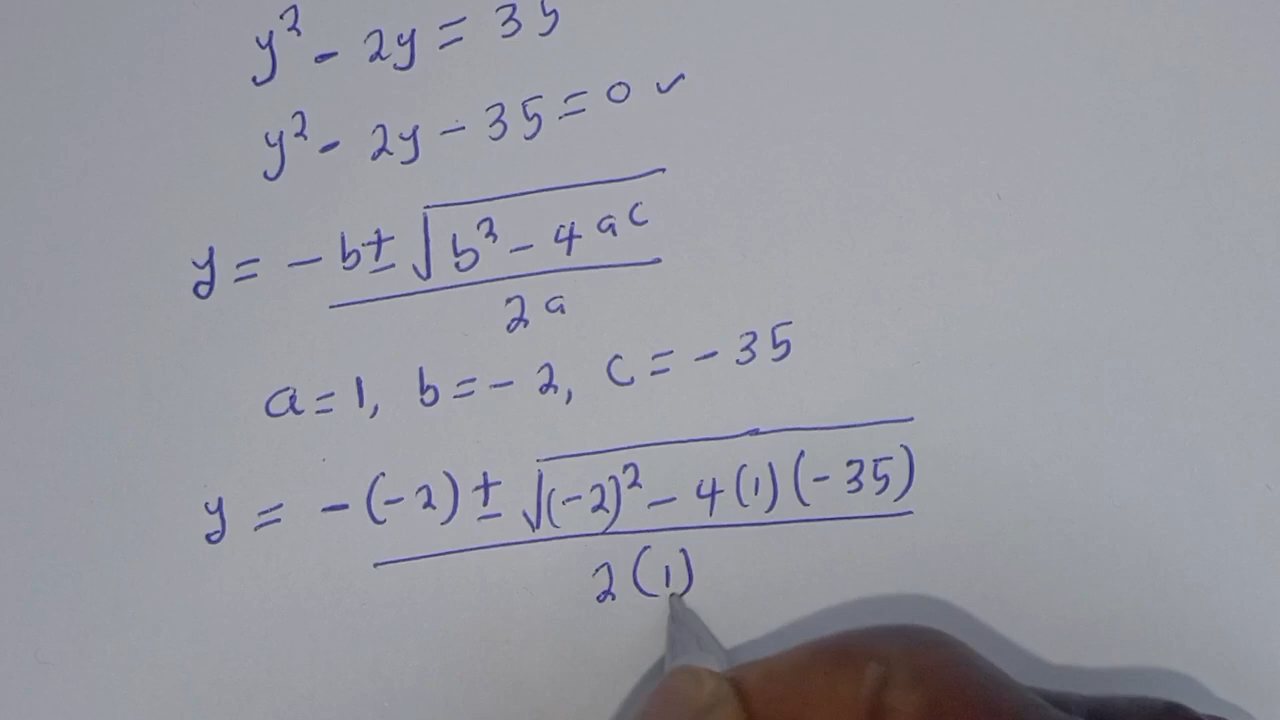 y² - 2y = 35
y² - 2y - 35 = 0 ✓
y = -b ± √(b² - 4ac) / 2a
a = 1, b = -2, c = -35
y = -(-2) ± √((-2)² - 4(1)(-35)) / 2(1)